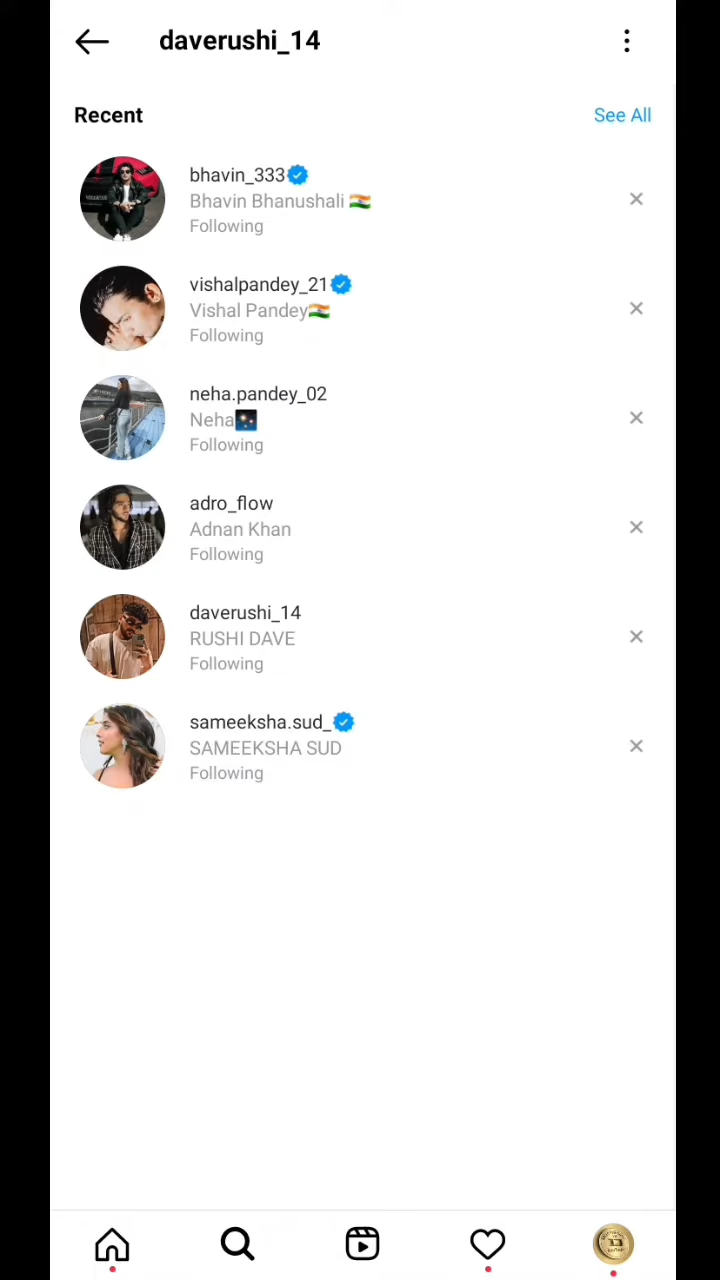 daverushi_14
Recent
See All
bhavin_333
Bhavin Bhanushali 🇮🇳
Following
vishalpandey_21
Vishal Pandey🇮🇳
Following
neha.pandey_02
Neha🎆
Following
adro_flow
Adnan Khan
Following
daverushi_14
RUSHI DAVE
Following
sameeksha.sud_
SAMEEKSHA SUD
Following